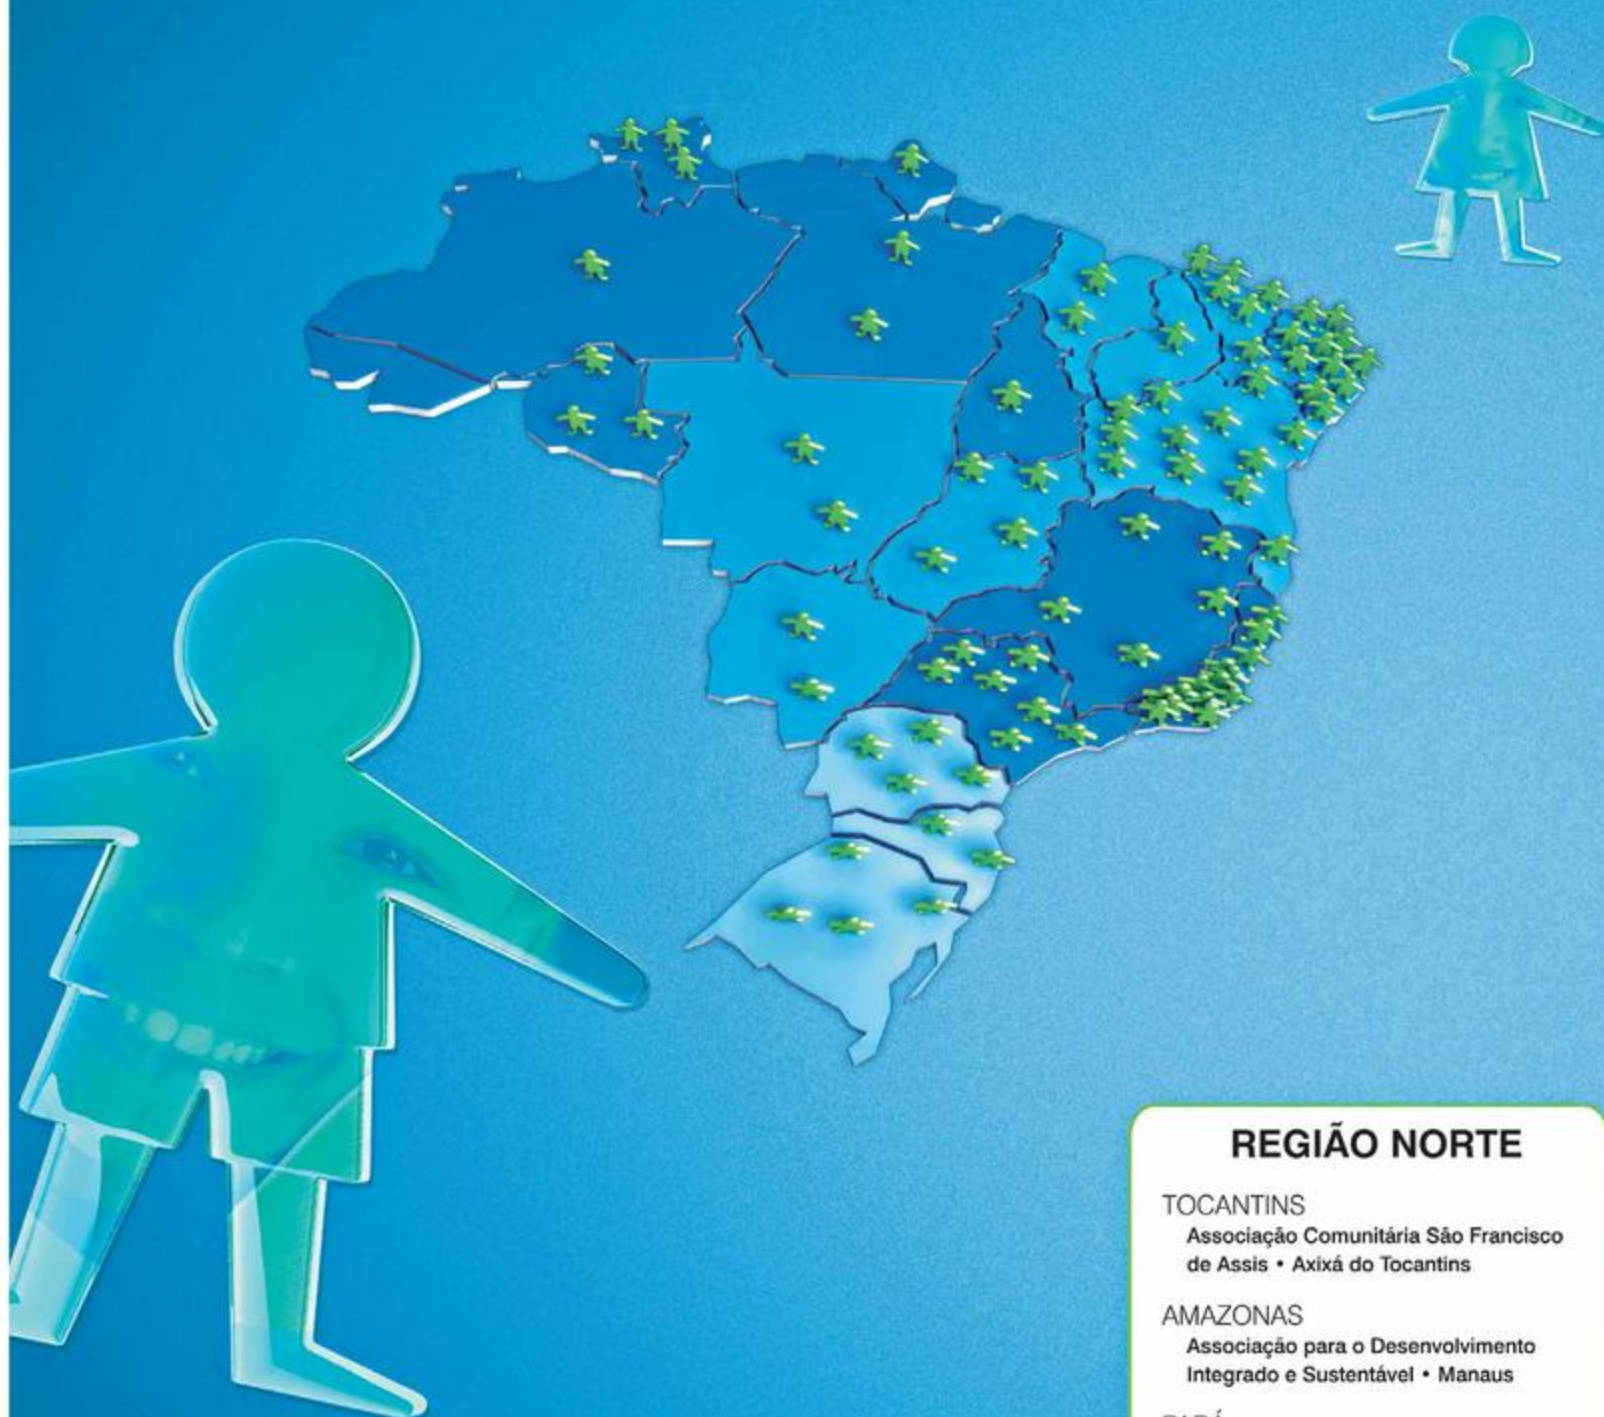 REGIÃO NORTE
TOCANTINS
Associação Comunitária São Francisco
de Assis • Axixá do Tocantins
AMAZONAS
Associação para o Desenvolvimento
Integrado e Sustentável • Manaus
PARÁ